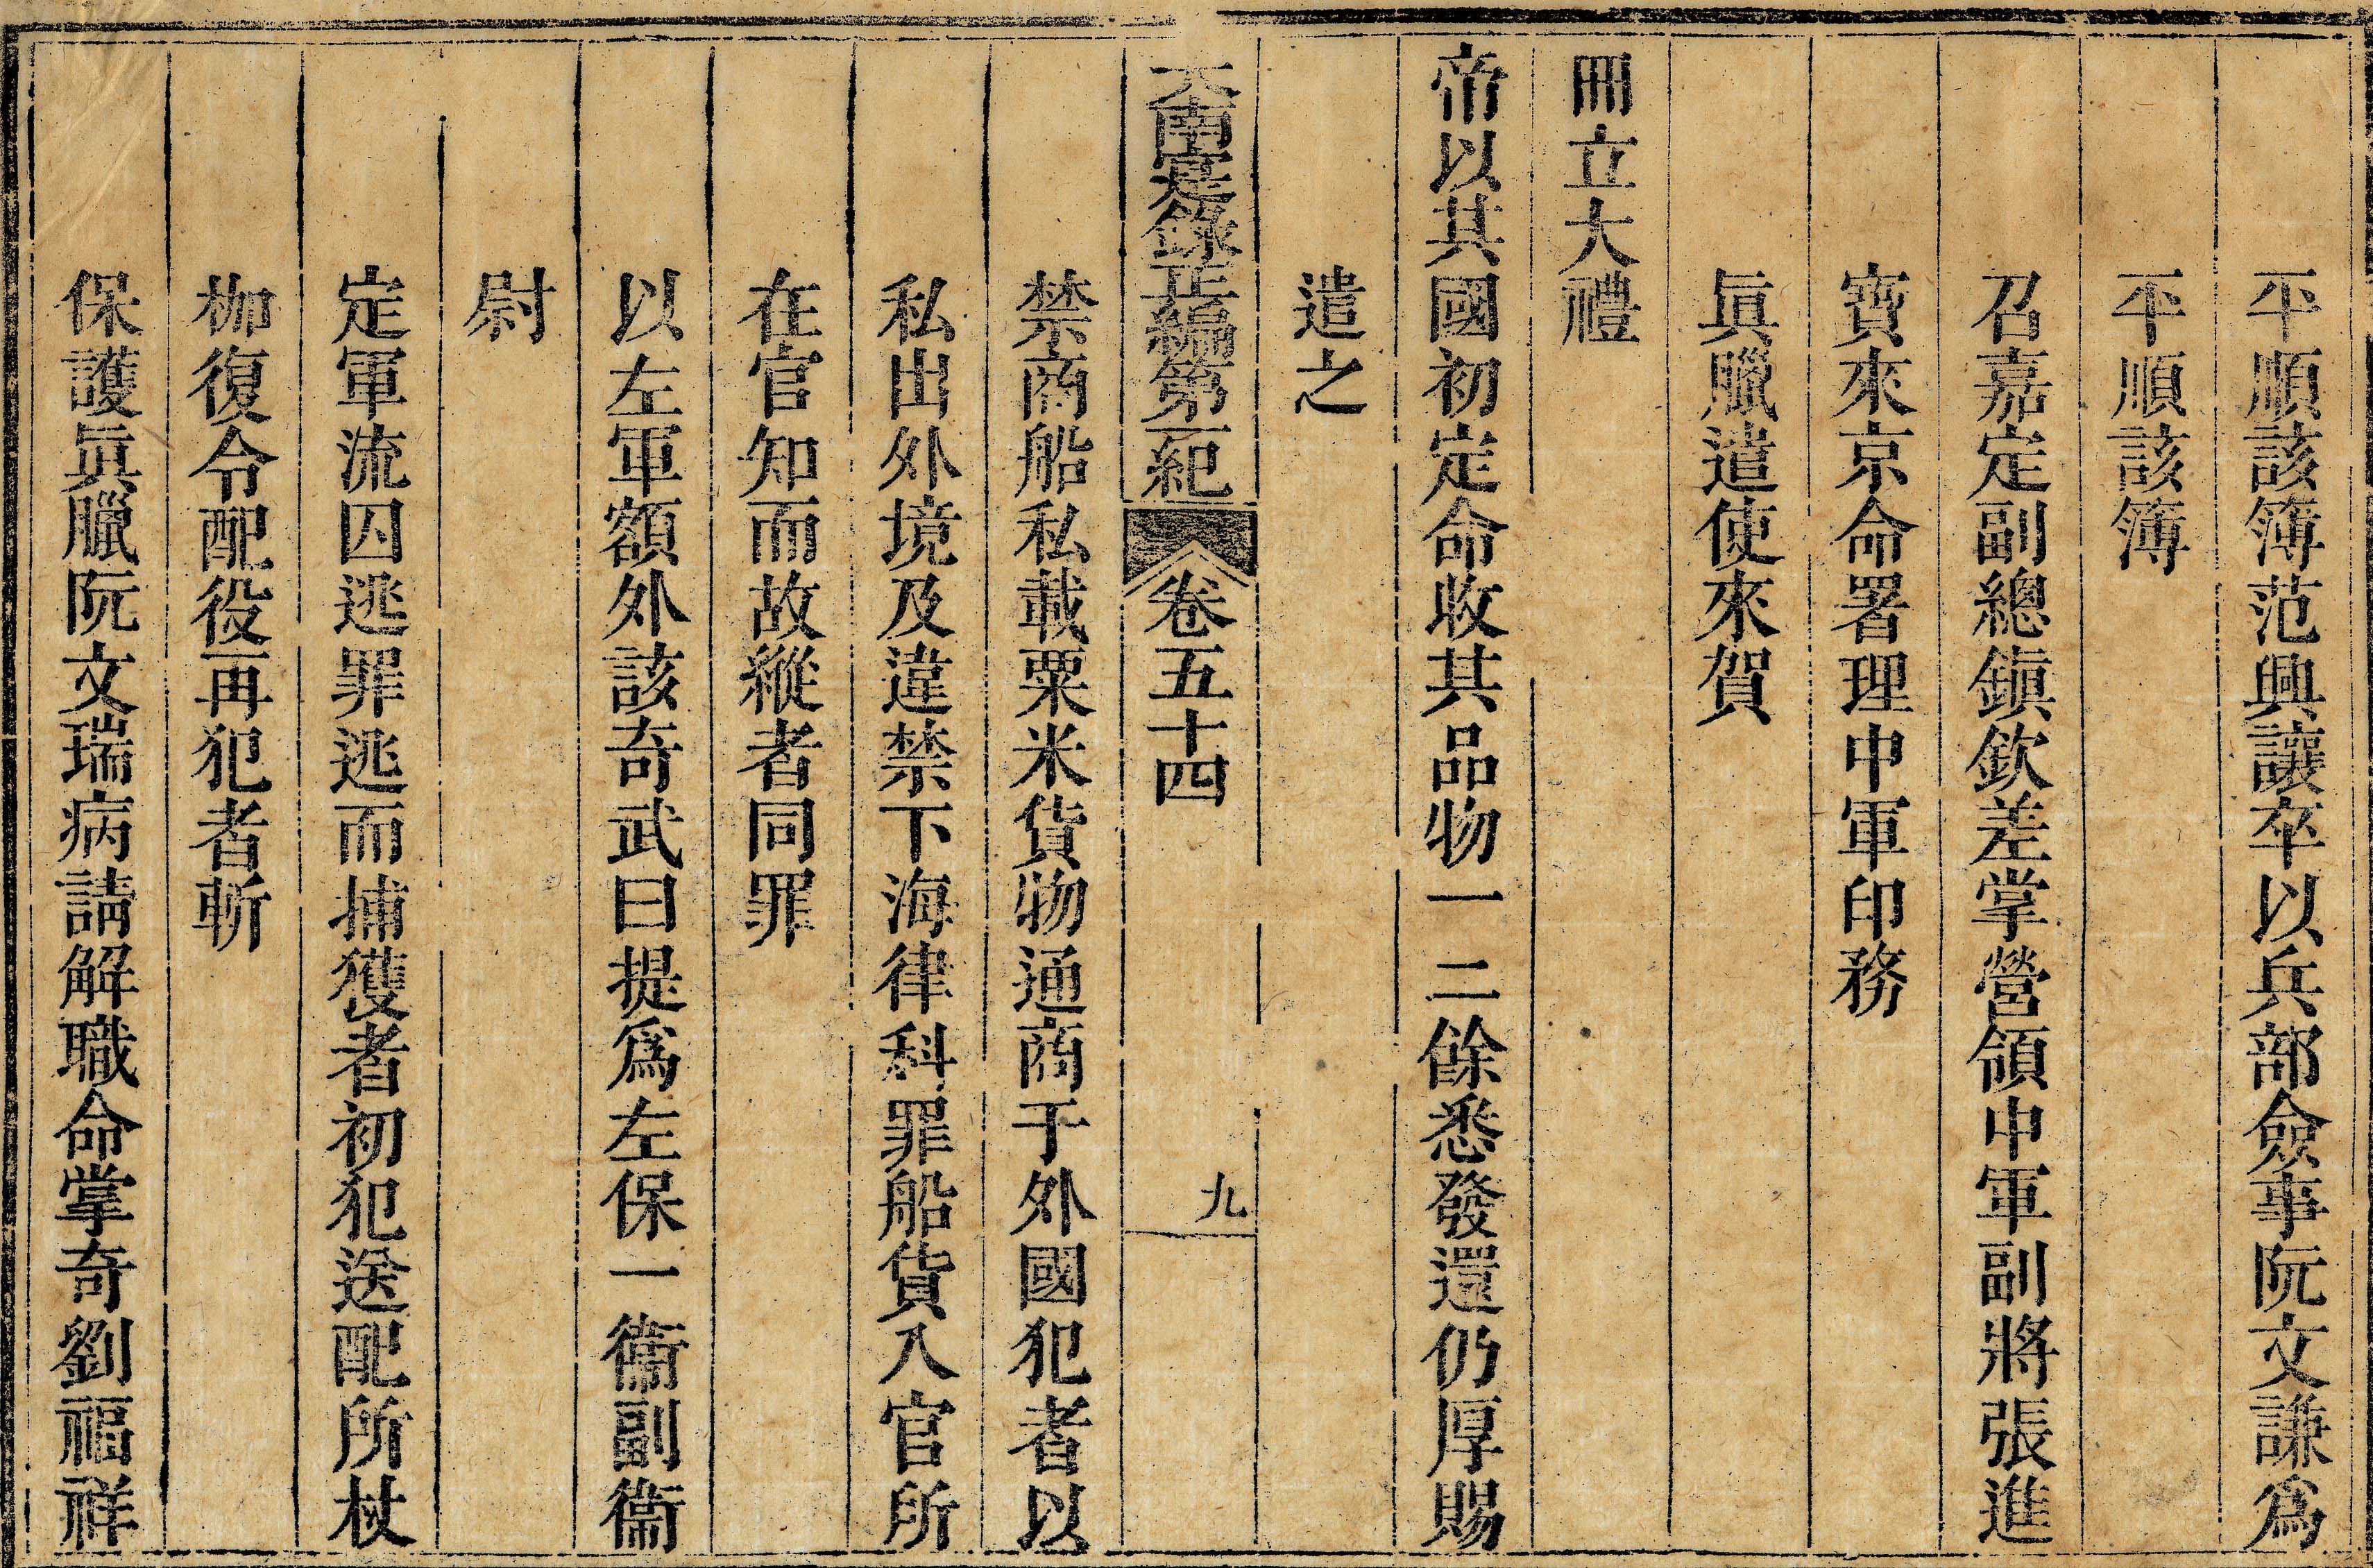 平順該簿范興讓卒以兵部僉事阮文謙爲
平順該簿
召嘉定副總鎭欽差掌營領中軍副將張進
寶來京命署理中軍印務
眞臘遣使來賀
冊立大禮
帝以其國初定命收其品物一二餘悉發還仍厚賜
遣之
大南寔錄正編第一紀 卷五十四 九
禁商船私載粟米貨物通商于外國犯者以
私出外境及違禁下海律科罪船貨入官所
在官知而故縱者同罪
以左軍額外該奇武曰提爲左保一衞副衞
尉
定軍流囚逃罪逃而捕獲者初犯送配所杖
枷復令配役再犯者斬
保護眞臘阮文瑞病請解職命掌奇劉福祥